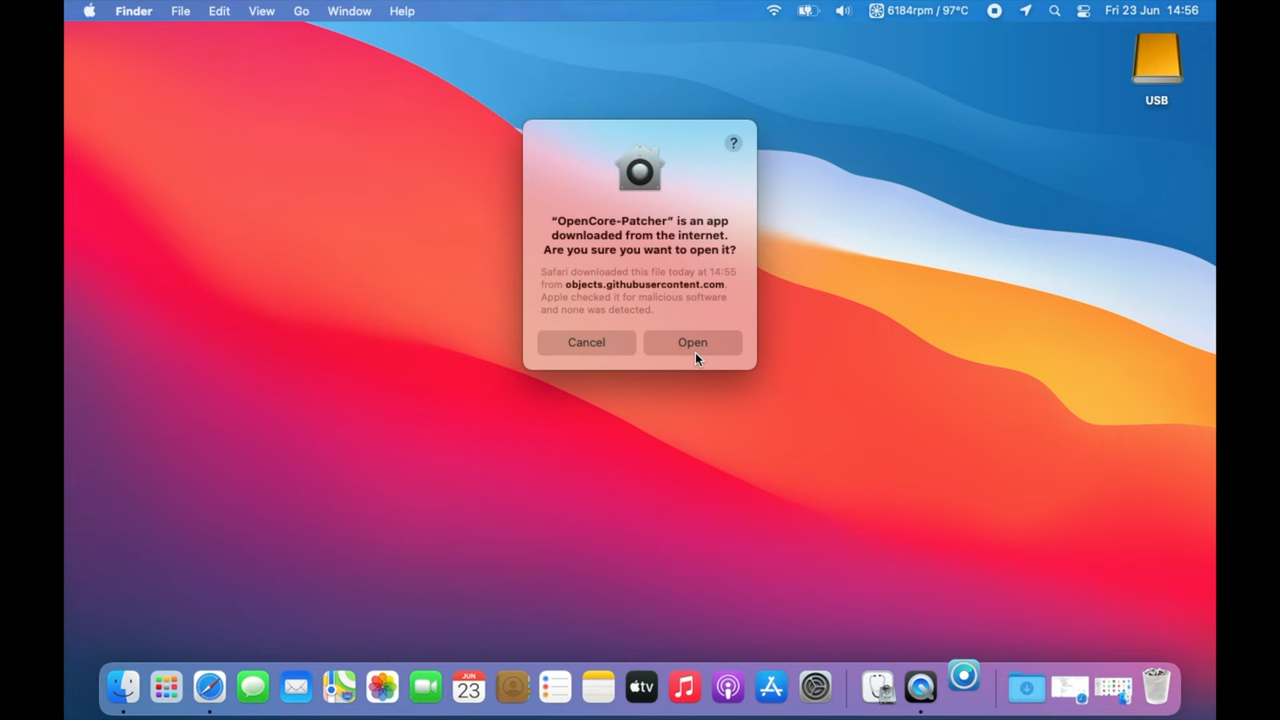 Finder File Edit View Go Window Help 6184rpm / 97°C Fri 23 Jun 14:56
USB
?
“OpenCore-Patcher” is an app
downloaded from the internet.
Are you sure you want to open it?
Safari downloaded this file today at 14:55
from objects.githubusercontent.com.
Apple checked it for malicious software
and none was detected.
Cancel Open
JUN
23
tv